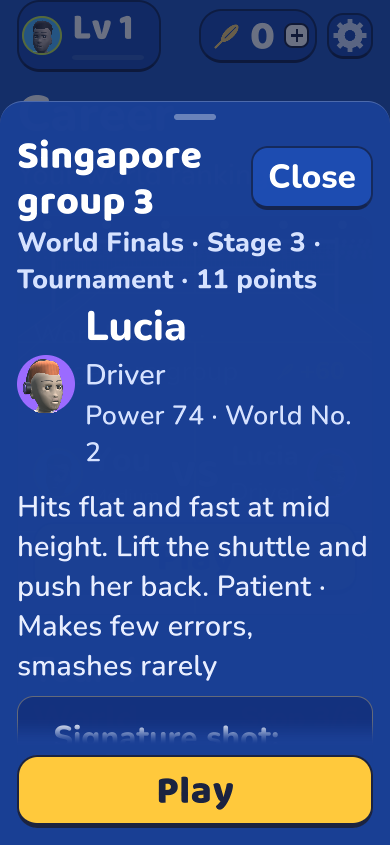 Lv 1
0
Career
Singapore
group 3
Close
World Finals · Stage 3 ·
Tournament · 11 points
Lucia
Driver
Power 74 · World No.
2
Hits flat and fast at mid
height. Lift the shuttle and
push her back. Patient ·
Makes few errors,
smashes rarely
Signature shot:
Play